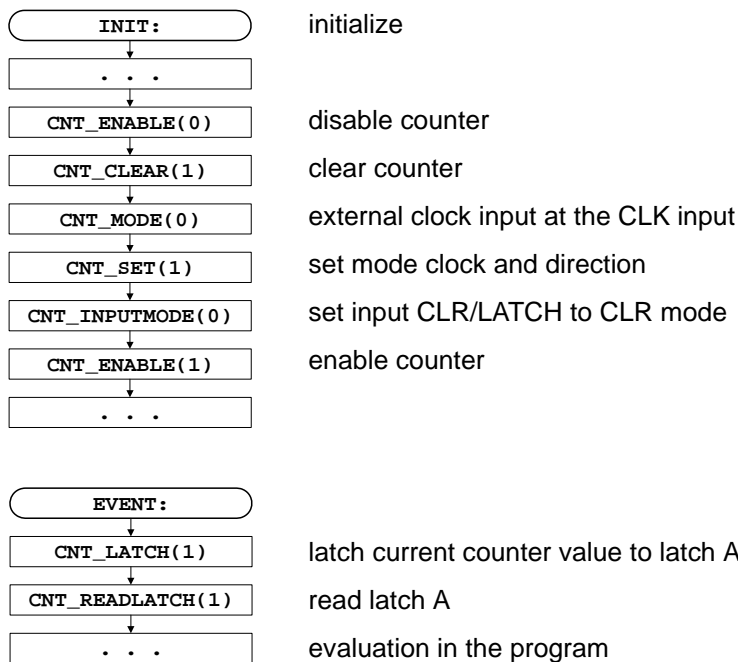 INIT: initialize
. . .
CNT_ENABLE(0) disable counter
CNT_CLEAR(1) clear counter
CNT_MODE(0) external clock input at the CLK input
CNT_SET(1) set mode clock and direction
CNT_INPUTMODE(0) set input CLR/LATCH to CLR mode
CNT_ENABLE(1) enable counter
. . .
EVENT:
CNT_LATCH(1) latch current counter value to latch A
CNT_READLATCH(1) read latch A
. . . evaluation in the program